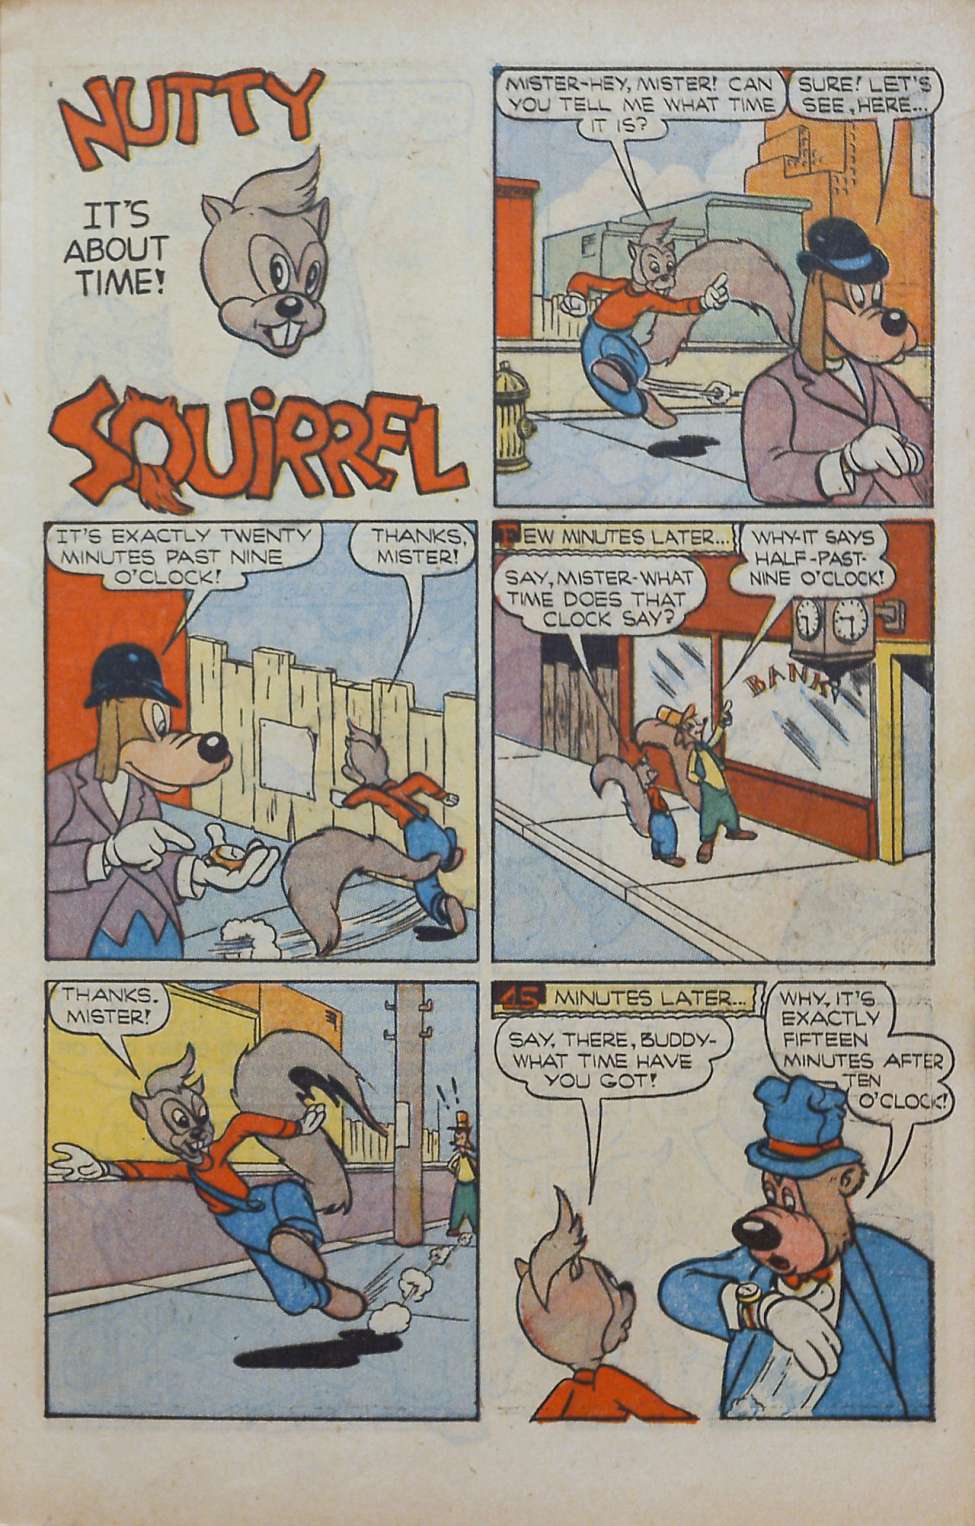 NUTTY
IT'S
ABOUT
TIME!
SQUiRREL
MISTER-HEY, MISTER! CAN
YOU TELL ME WHAT TIME
IT IS?
SURE! LET'S
SEE, HERE...
IT'S EXACTLY TWENTY
MINUTES PAST NINE
O'CLOCK!
THANKS,
MISTER!
FEW MINUTES LATER...
SAY, MISTER-WHAT
TIME DOES THAT
CLOCK SAY?
WHY-IT SAYS
HALF-PAST-
NINE O'CLOCK!
BANK
THANKS,
MISTER!
!!
45 MINUTES LATER...
SAY, THERE, BUDDY-
WHAT TIME HAVE
YOU GOT!
WHY, IT'S
EXACTLY
FIFTEEN
MINUTES AFTER
TEN
O'CLOCK!